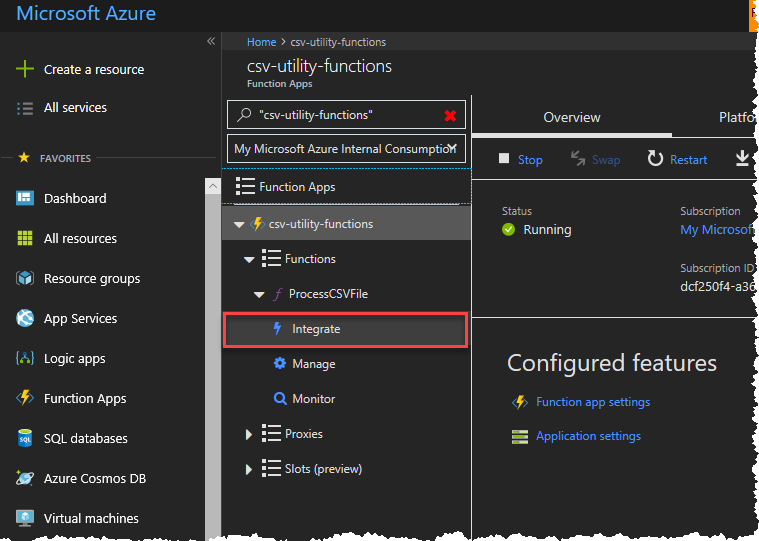 Microsoft Azure
Create a resource
All services
FAVORITES
Dashboard
All resources
Resource groups
App Services
Logic apps
Function Apps
SQL databases
Azure Cosmos DB
Virtual machines
Home > csv-utility-functions
csv-utility-functions
Function Apps
"csv-utility-functions"
My Microsoft Azure Internal Consumption
Function Apps
csv-utility-functions
Functions
ProcessCSVFile
Integrate
Manage
Monitor
Proxies
Slots (preview)
Overview
Platfo
Stop
Swap
Restart
Status
Running
Subscription
My Microsoft
Subscription ID
dcf250f4-a36
Configured features
Function app settings
Application settings